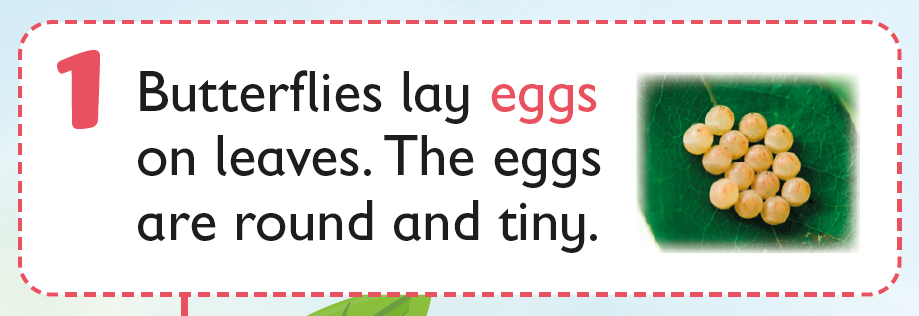 1
Butterflies lay eggs
on leaves. The eggs
are round and tiny.